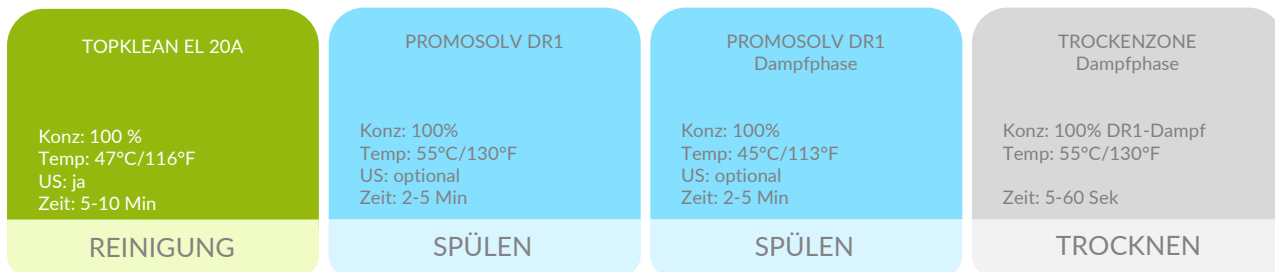 TOPKLEAN EL 20A
Konz: 100 %
Temp: 47°C/116°F
US: ja
Zeit: 5-10 Min
REINIGUNG
PROMOSOLV DR1
Konz: 100%
Temp: 55°C/130°F
US: optional
Zeit: 2-5 Min
SPÜLEN
PROMOSOLV DR1
Dampfphase
Konz: 100%
Temp: 45°C/113°F
US: optional
Zeit: 2-5 Min
SPÜLEN
TROCKENZONE
Dampfphase
Konz: 100% DR1-Dampf
Temp: 55°C/130°F
Zeit: 5-60 Sek
TROCKNEN